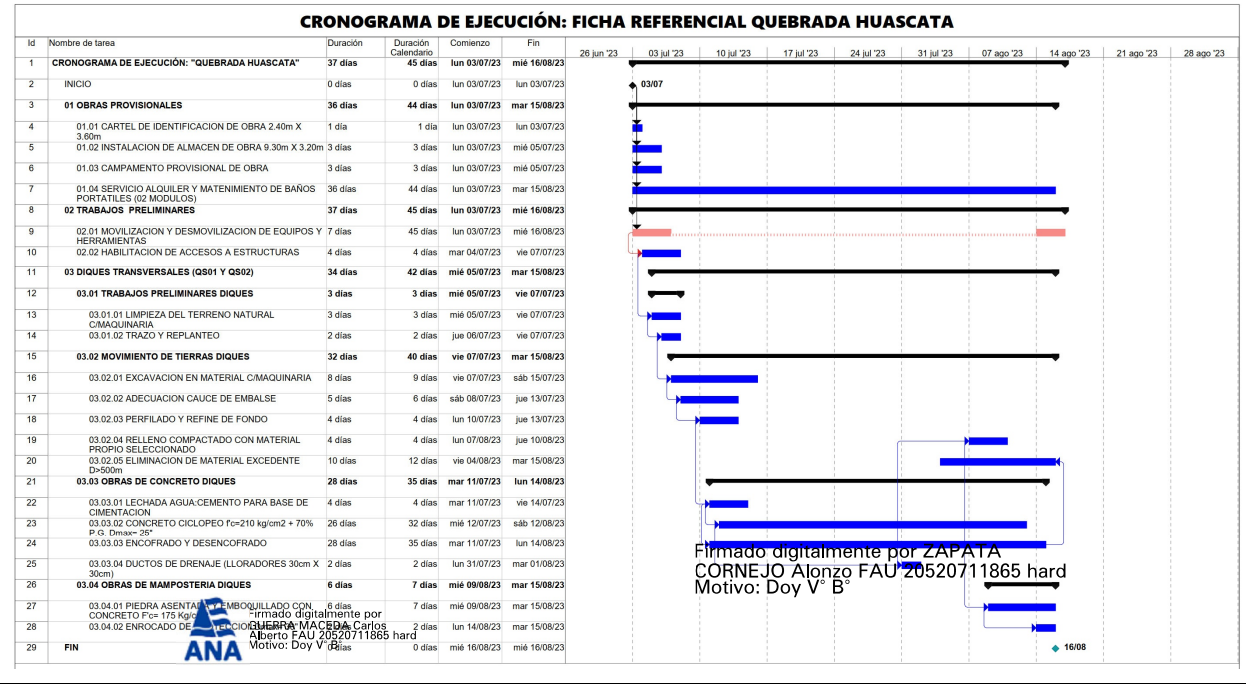 CRONOGRAMA DE EJECUCIÓN: FICHA REFERENCIAL QUEBRADA HUASCATA
Id Nombre de tarea Duración Duración Calendario Comienzo Fin 26 jun '23 03 jul '23 10 jul '23 17 jul '23 24 jul '23 31 jul '23 07 ago '23 14 ago '23 21 ago '23 28 ago '23
1 CRONOGRAMA DE EJECUCIÓN: "QUEBRADA HUASCATA" 37 días 45 días lun 03/07/23 mié 16/08/23
2 INICIO 0 días 0 días lun 03/07/23 lun 03/07/23 03/07
3 01 OBRAS PROVISIONALES 36 días 44 días lun 03/07/23 mar 15/08/23
4 01.01 CARTEL DE IDENTIFICACION DE OBRA 2.40m X 3.60m 1 día 1 día lun 03/07/23 lun 03/07/23
5 01.02 INSTALACION DE ALMACEN DE OBRA 9.30m X 3.20m 3 días 3 días lun 03/07/23 mié 05/07/23
6 01.03 CAMPAMENTO PROVISIONAL DE OBRA 3 días 3 días lun 03/07/23 mié 05/07/23
7 01.04 SERVICIO ALQUILER Y MATENIMIENTO DE BAÑOS PORTATILES (02 MODULOS) 36 días 44 días lun 03/07/23 mar 15/08/23
8 02 TRABAJOS PRELIMINARES 37 días 45 días lun 03/07/23 mié 16/08/23
9 02.01 MOVILIZACION Y DESMOVILIZACION DE EQUIPOS Y HERRAMIENTAS 7 días 45 días lun 03/07/23 mié 16/08/23
10 02.02 HABILITACION DE ACCESOS A ESTRUCTURAS 4 días 4 días mar 04/07/23 vie 07/07/23
11 03 DIQUES TRANSVERSALES (QS01 Y QS02) 34 días 42 días mié 05/07/23 mar 15/08/23
12 03.01 TRABAJOS PRELIMINARES DIQUES 3 días 3 días mié 05/07/23 vie 07/07/23
13 03.01.01 LIMPIEZA DEL TERRENO NATURAL C/MAQUINARIA 3 días 3 días mié 05/07/23 vie 07/07/23
14 03.01.02 TRAZO Y REPLANTEO 2 días 2 días jue 06/07/23 vie 07/07/23
15 03.02 MOVIMIENTO DE TIERRAS DIQUES 32 días 40 días vie 07/07/23 mar 15/08/23
16 03.02.01 EXCAVACION EN MATERIAL C/MAQUINARIA 8 días 9 días vie 07/07/23 sáb 15/07/23
17 03.02.02 ADECUACION CAUCE DE EMBALSE 5 días 6 días sáb 08/07/23 jue 13/07/23
18 03.02.03 PERFILADO Y REFINE DE FONDO 4 días 4 días lun 10/07/23 jue 13/07/23
19 03.02.04 RELLENO COMPACTADO CON MATERIAL PROPIO SELECCIONADO 4 días 4 días lun 07/08/23 jue 10/08/23
20 03.02.05 ELIMINACION DE MATERIAL EXCEDENTE D>500m 10 días 12 días vie 04/08/23 mar 15/08/23
21 03.03 OBRAS DE CONCRETO DIQUES 28 días 35 días mar 11/07/23 lun 14/08/23
22 03.03.01 LECHADA AGUA:CEMENTO PARA BASE DE CIMENTACION 4 días 4 días mar 11/07/23 vie 14/07/23
23 03.03.02 CONCRETO CICLOPEO f'c=210 kg/cm2 + 70% P.G. Dmax= 25" 26 días 32 días mié 12/07/23 sáb 12/08/23
24 03.03.03 ENCOFRADO Y DESENCOFRADO 28 días 35 días mar 11/07/23 lun 14/08/23
25 03.03.04 DUCTOS DE DRENAJE (LLORADORES 30cm X 30cm) 2 días 2 días lun 31/07/23 mar 01/08/23
26 03.04 OBRAS DE MAMPOSTERIA DIQUES 6 días 7 días mié 09/08/23 mar 15/08/23
27 03.04.01 PIEDRA ASENTADA Y EMBOQUILLADO CON CONCRETO F'c= 175 6 días 7 días mié 09/08/23 mar 15/08/23
28 03.04.02 ENROCADO DE 2 días lun 14/08/23 mar 15/08/23
29 FIN 0 días 0 días mié 16/08/23 mié 16/08/23 16/08
Firmado digitalmente por ZAPATA
CORNEJO Alonzo FAU 20520711865 hard
Motivo: Doy V° B°
ANA
Firmado digitalmente por
GUERRA MACEDA Carlos
Alberto FAU 20520711865 hard
Motivo: Doy V° B°